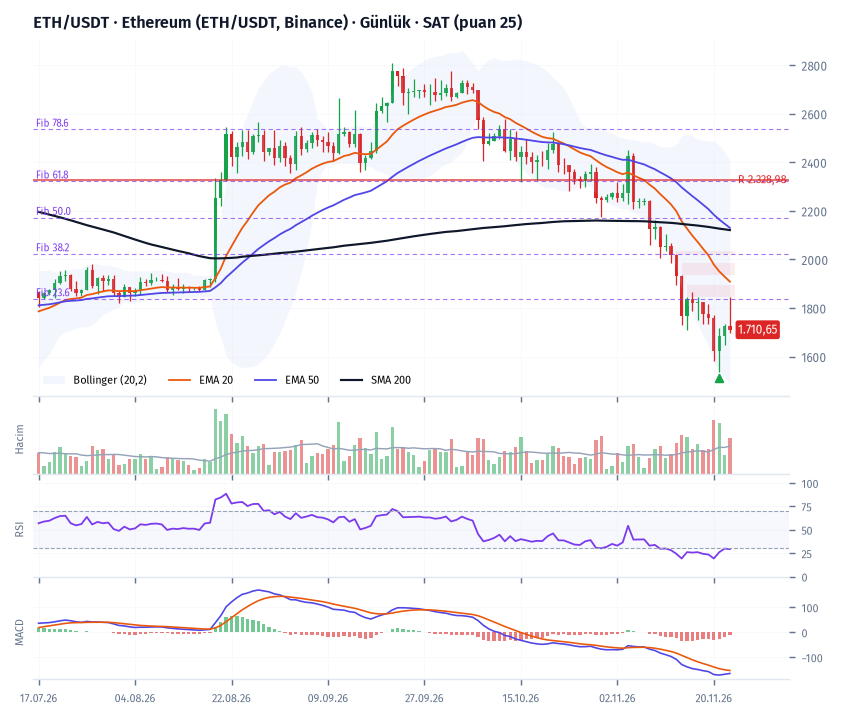 ETH/USDT · Ethereum (ETH/USDT, Binance) · Günlük · SAT (puan 25)
2800
2600
Fib 78.6
2400
Fib 61.8
R 2.328,98
Fib 50.0
2200
Fib 38.2
2000
Fib 23.6
1800
1.710,65
1600
Bollinger (20,2) EMA 20 EMA 50 SMA 200
Hacim
100
75
RSI
50
25
0
100
MACD
0
-100
17.07.26 04.08.26 22.08.26 09.09.26 27.09.26 15.10.26 02.11.26 20.11.26